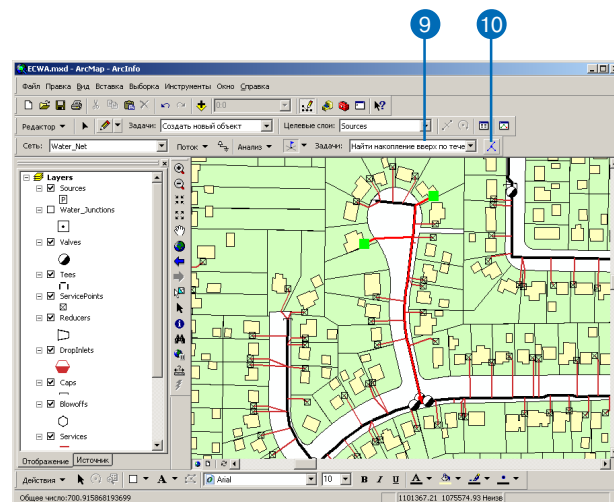 9 10
ECWA.mxd - ArcMap - ArcInfo
Файл Правка Вид Вставка Выборка Инструменты Окно Справка
0:0
Редактор Задачи: Создать новый объект Целевые слои: Sources
Сеть: Water_Net Поток Анализ Задачи: Найти накопление вверх по тече
Layers
Sources
P
Water_Junctions
Valves
Tees
ServicePoints
Reducers
DropInlets
Caps
Blowoffs
Services
Отображение Источник
Действия A Arial 10 B I U A
Общее число:700.915868193699 1101367.21 1075574.93 Неизв